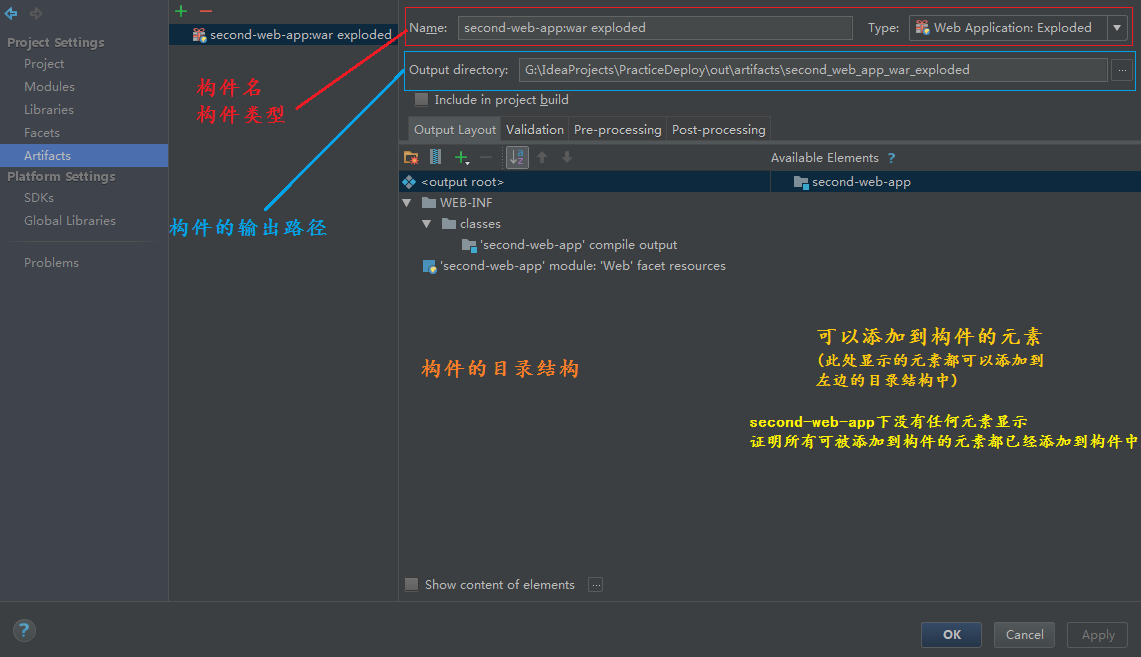 Project Settings
Project
Modules
Libraries
Facets
Artifacts
Platform Settings
SDKs
Global Libraries
Problems
second-web-app:war exploded
构件名
构件类型
构件的输出路径
Name: second-web-app:war exploded Type: Web Application: Exploded
Output directory: G:\IdeaProjects\PracticeDeploy\out\artifacts\second_web_app_war_exploded ...
Include in project build
Output Layout Validation Pre-processing Post-processing
Available Elements ?
<output root>
second-web-app
WEB-INF
classes
'second-web-app' compile output
'second-web-app' module: 'Web' facet resources
构件的目录结构
可以添加到构件的元素
(此处显示的元素都可以添加到
左边的目录结构中)
second-web-app下没有任何元素显示
证明所有可被添加到构件的元素都已经添加到构件中
Show content of elements ...
?
OK Cancel Apply